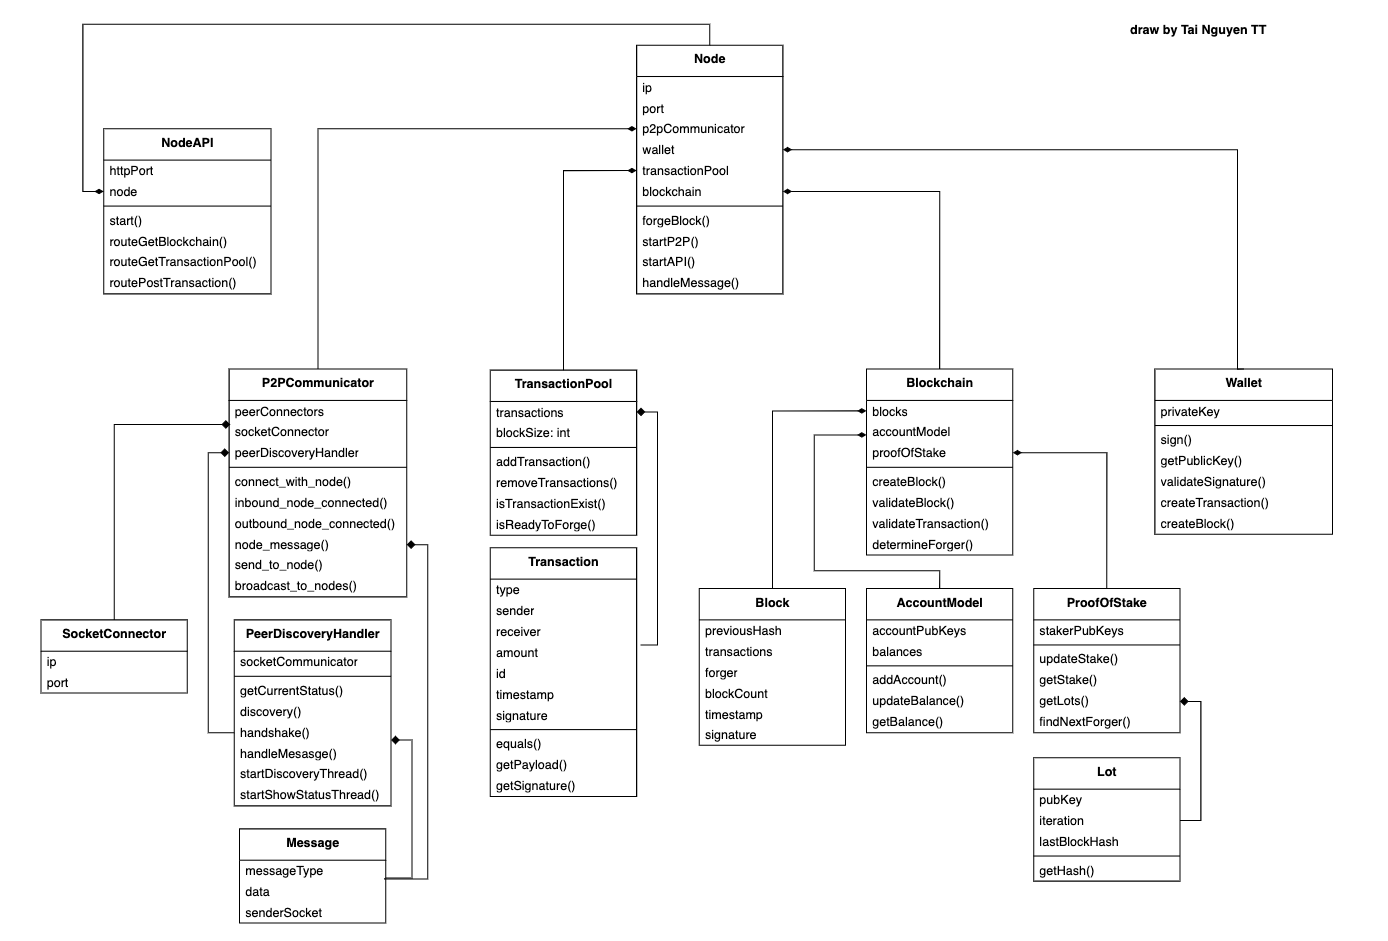 draw by Tai Nguyen TT
Node
ip
port
p2pCommunicator
wallet
transactionPool
blockchain
forgeBlock()
startP2P()
startAPI()
handleMessage()
NodeAPI
httpPort
node
start()
routeGetBlockchain()
routeGetTransactionPool()
routePostTransaction()
P2PCommunicator
peerConnectors
socketConnector
peerDiscoveryHandler
connect_with_node()
inbound_node_connected()
outbound_node_connected()
node_message()
send_to_node()
broadcast_to_nodes()
TransactionPool
transactions
blockSize: int
addTransaction()
removeTransactions()
isTransactionExist()
isReadyToForge()
Blockchain
blocks
accountModel
proofOfStake
createBlock()
validateBlock()
validateTransaction()
determineForger()
Wallet
privateKey
sign()
getPublicKey()
validateSignature()
createTransaction()
createBlock()
Transaction
type
sender
receiver
amount
id
timestamp
signature
equals()
getPayload()
getSignature()
Block
previousHash
transactions
forger
blockCount
timestamp
signature
AccountModel
accountPubKeys
balances
addAccount()
updateBalance()
getBalance()
ProofOfStake
stakerPubKeys
updateStake()
getStake()
getLots()
findNextForger()
SocketConnector
ip
port
PeerDiscoveryHandler
socketCommunicator
getCurrentStatus()
discovery()
handshake()
handleMesasge()
startDiscoveryThread()
startShowStatusThread()
Lot
pubKey
iteration
lastBlockHash
getHash()
Message
messageType
data
senderSocket